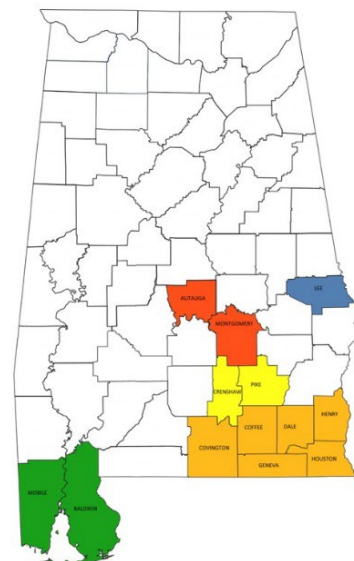 LEE
AUTAUGA
MONTGOMERY
CRENSHAW
PIKE
HENRY
COFFEE
DALE
COVINGTON
HOUSTON
GENEVA
MOBILE
BALDWIN